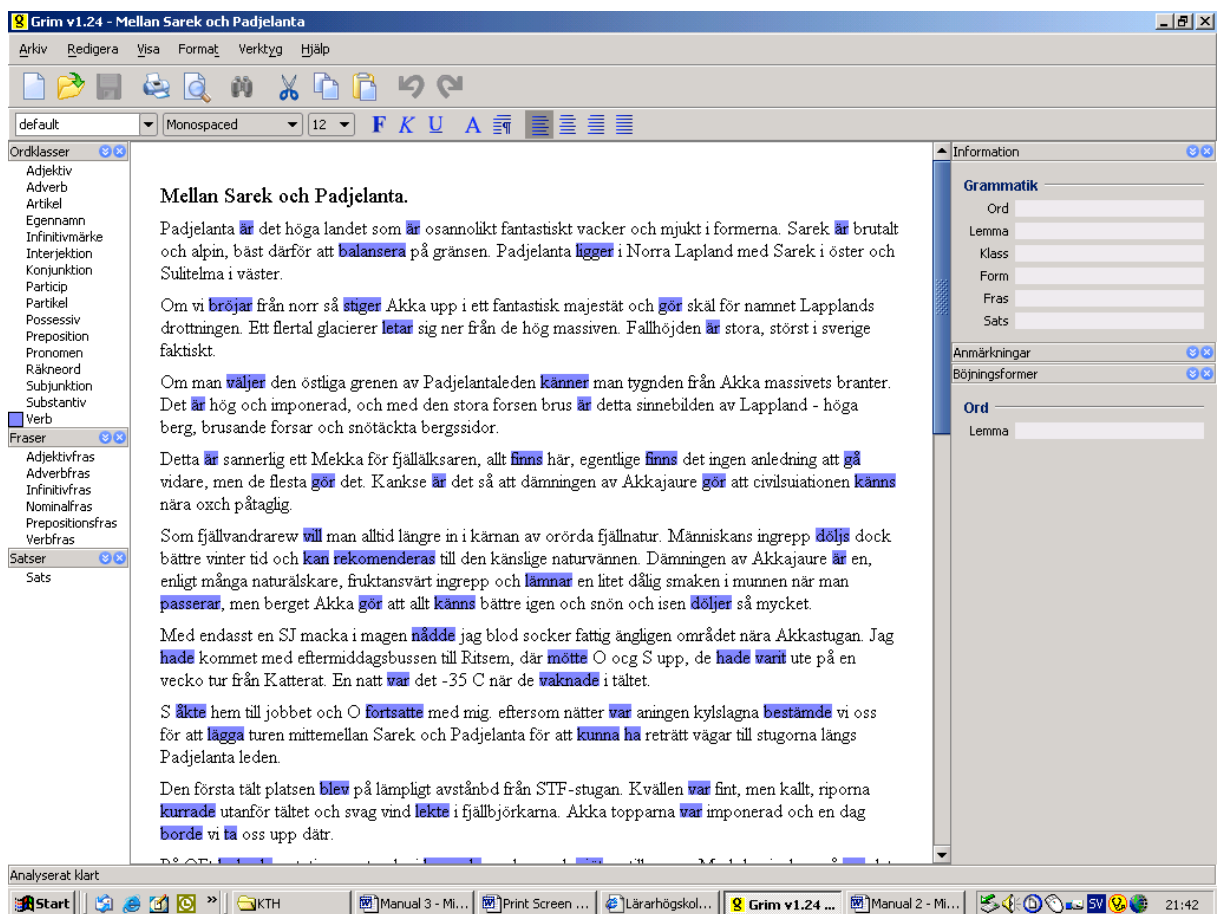 Grim v1.24 - Mellan Sarek och Padjelanta
Arkiv Redigera Visa Format Verktyg Hjälp
default Monospaced 12 F K U A
Ordklasser
Adjektiv
Adverb
Artikel
Egennamn
Infinitivmärke
Interjektion
Konjunktion
Particip
Partikel
Possessiv
Preposition
Pronomen
Räkneord
Subjunktion
Substantiv
Verb
Fraser
Adjektivfras
Adverbfras
Infinitivfras
Nominalfras
Prepositionsfras
Verbfras
Satser
Sats
Mellan Sarek och Padjelanta.
Padjelanta är det höga landet som är osannolikt fantastiskt vacker och mjukt i formerna. Sarek är brutalt
och alpin, bäst därför att balansera på gränsen. Padjelanta ligger i Norra Lapland med Sarek i öster och
Sulitelma i väster.
Om vi bröjar från norr så stiger Akka upp i ett fantastisk majestät och gör skäl för namnet Lapplands
drottningen. Ett flertal glacierer letar sig ner från de hög massiven. Fallhöjden är stora, störst i sverige
faktiskt.
Om man väljer den östliga grenen av Padjelantaleden känner man tygnden från Akka massivets branter.
Det är hög och imponerad, och med den stora forsen brus är detta sinnebilden av Lappland - höga
berg, brusande forsar och snötäckta bergssidor.
Detta är sannerlig ett Mekka för fjällälksaren, allt finns här, egentlige finns det ingen anledning att gå
vidare, men de flesta gör det. Kankse är det så att dämningen av Akkajaure gör att civilsuiationen känns
nära oxch påtaglig.
Som fjällvandrarew vill man alltid längre in i kärnan av orörda fjällnatur. Människans ingrepp döljs dock
bättre vinter tid och kan rekomenderas till den känslige naturvännen. Dämningen av Akkajaure är en,
enligt många naturälskare, fruktansvärt ingrepp och lämnar en litet dålig smaken i munnen när man
passerar, men berget Akka gör att allt känns bättre igen och snön och isen döljer så mycket.
Med endasst en SJ macka i magen nådde jag blod socker fattig ängligen området nära Akkastugan. Jag
hade kommet med eftermiddagsbussen till Ritsem, där mötte O ocg S upp, de hade varit ute på en
vecko tur från Katterat. En natt var det -35 C när de vaknade i tältet.
S åkte hem till jobbet och O fortsatte med mig. eftersom nätter var aningen kylslagna bestämde vi oss
för att lägga turen mittemellan Sarek och Padjelanta för att kunna ha reträtt vägar till stugorna längs
Padjelanta leden.
Den första tält platsen blev på lämpligt avstånbd från STF-stugan. Kvällen var fint, men kallt, riporna
kurrade utanför tältet och svag vind lekte i fjällbjörkarna. Akka topparna var imponerad och en dag
borde vi ta oss upp dätr.
Information
Grammatik
Ord
Lemma
Klass
Form
Fras
Sats
Anmärkningar
Böjningsformer
Ord
Lemma
Analyserat klart
Start KTH Manual 3 - Mi... Print Screen ... Lärarhögskol... Grim v1.24 ... Manual 2 - Mi... SV 21:42